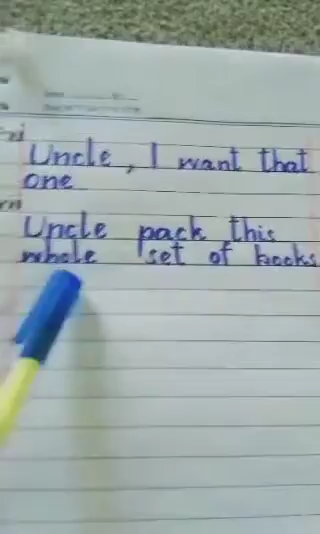 Uncle, I want that
one
Uncle pack this
whole set of books